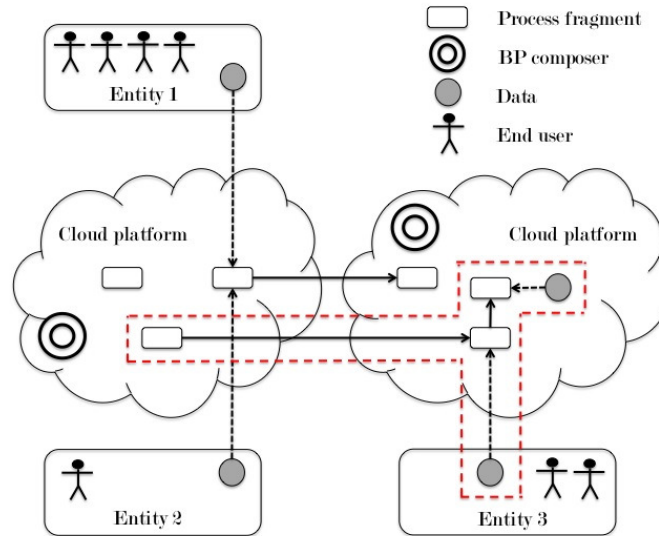 Process fragment
BP composer
Data
End user
Entity 1
Cloud platform
Cloud platform
Entity 2
Entity 3